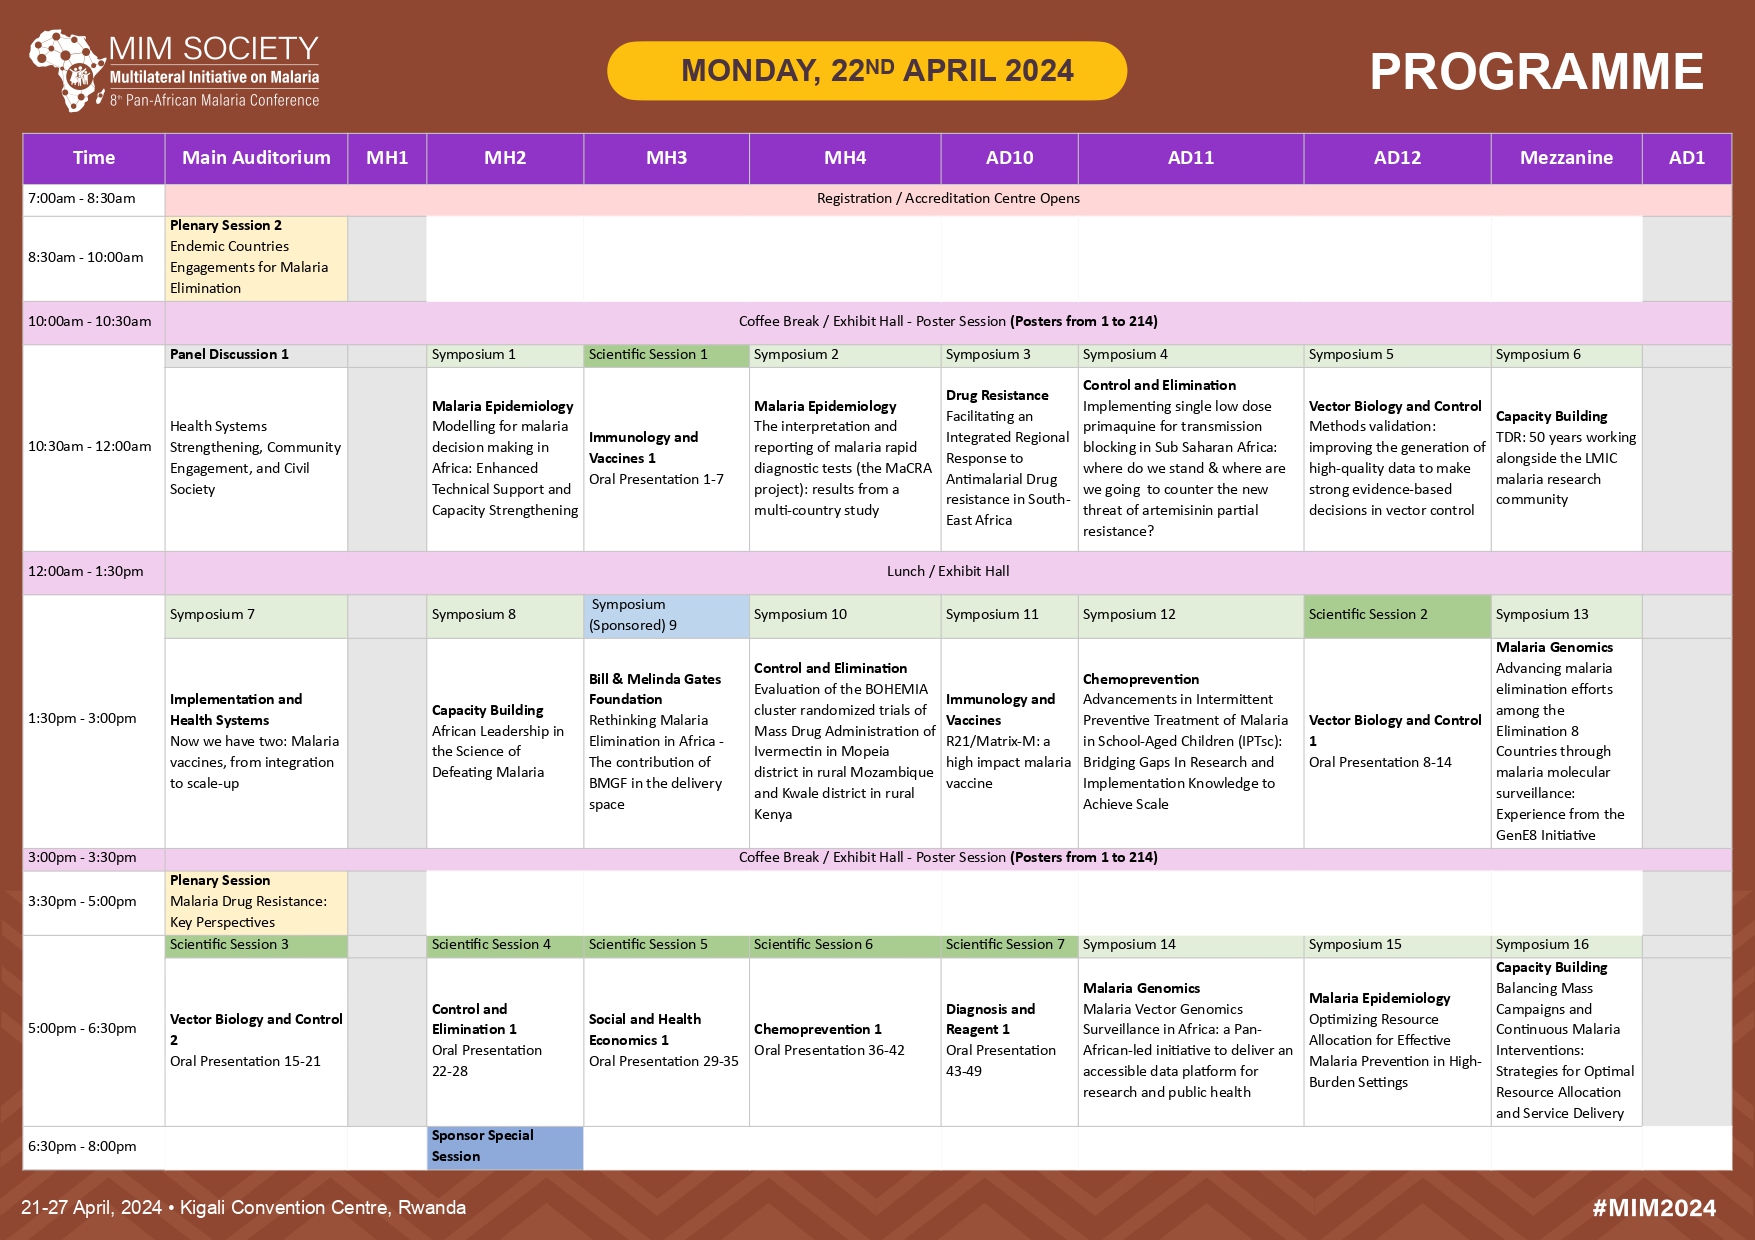 MIM SOCIETY
Multilateral Initiative on Malaria
8th Pan-African Malaria Conference
MONDAY, 22ND APRIL 2024
PROGRAMME
Time
Main Auditorium
MH1
MH2
MH3
MH4
AD10
AD11
AD12
Mezzanine
AD1
7:00am - 8:30am
Registration / Accreditation Centre Opens
8:30am - 10:00am
Plenary Session 2
Endemic Countries
Engagements for Malaria
Elimination
10:00am - 10:30am
Coffee Break / Exhibit Hall - Poster Session (Posters from 1 to 214)
10:30am - 12:00am
Panel Discussion 1
Health Systems
Strengthening, Community
Engagement, and Civil
Society
Symposium 1
Malaria Epidemiology
Modelling for malaria
decision making in
Africa: Enhanced
Technical Support and
Capacity Strengthening
Scientific Session 1
Immunology and
Vaccines 1
Oral Presentation 1-7
Symposium 2
Malaria Epidemiology
The interpretation and
reporting of malaria rapid
diagnostic tests (the MaCRA
project): results from a
multi-country study
Symposium 3
Drug Resistance
Facilitating an
Integrated Regional
Response to
Antimalarial Drug
resistance in South-
East Africa
Symposium 4
Control and Elimination
Implementing single low dose
primaquine for transmission
blocking in Sub Saharan Africa:
where do we stand & where are
we going to counter the new
threat of artemisinin partial
resistance?
Symposium 5
Vector Biology and Control
Methods validation:
improving the generation of
high-quality data to make
strong evidence-based
decisions in vector control
Symposium 6
Capacity Building
TDR: 50 years working
alongside the LMIC
malaria research
community
12:00am - 1:30pm
Lunch / Exhibit Hall
1:30pm - 3:00pm
Symposium 7
Implementation and
Health Systems
Now we have two: Malaria
vaccines, from integration
to scale-up
Symposium 8
Capacity Building
African Leadership in
the Science of
Defeating Malaria
Symposium
(Sponsored) 9
Bill & Melinda Gates
Foundation
Rethinking Malaria
Elimination in Africa -
The contribution of
BMGF in the delivery
space
Symposium 10
Control and Elimination
Evaluation of the BOHEMIA
cluster randomized trials of
Mass Drug Administration of
Ivermectin in Mopeia
district in rural Mozambique
and Kwale district in rural
Kenya
Symposium 11
Immunology and
Vaccines
R21/Matrix-M: a
high impact malaria
vaccine
Symposium 12
Chemoprevention
Advancements in Intermittent
Preventive Treatment of Malaria
in School-Aged Children (IPTsc):
Bridging Gaps In Research and
Implementation Knowledge to
Achieve Scale
Scientific Session 2
Vector Biology and Control
1
Oral Presentation 8-14
Symposium 13
Malaria Genomics
Advancing malaria
elimination efforts
among the
Elimination 8
Countries through
malaria molecular
surveillance:
Experience from the
GenE8 Initiative
3:00pm - 3:30pm
Coffee Break / Exhibit Hall - Poster Session (Posters from 1 to 214)
3:30pm - 5:00pm
Plenary Session
Malaria Drug Resistance:
Key Perspectives
5:00pm - 6:30pm
Scientific Session 3
Vector Biology and Control
2
Oral Presentation 15-21
Scientific Session 4
Control and
Elimination 1
Oral Presentation
22-28
Scientific Session 5
Social and Health
Economics 1
Oral Presentation 29-35
Scientific Session 6
Chemoprevention 1
Oral Presentation 36-42
Scientific Session 7
Diagnosis and
Reagent 1
Oral Presentation
43-49
Symposium 14
Malaria Genomics
Malaria Vector Genomics
Surveillance in Africa: a Pan-
African-led initiative to deliver an
accessible data platform for
research and public health
Symposium 15
Malaria Epidemiology
Optimizing Resource
Allocation for Effective
Malaria Prevention in High-
Burden Settings
Symposium 16
Capacity Building
Balancing Mass
Campaigns and
Continuous Malaria
Interventions:
Strategies for Optimal
Resource Allocation
and Service Delivery
6:30pm - 8:00pm
Sponsor Special
Session
21-27 April, 2024 • Kigali Convention Centre, Rwanda
#MIM2024